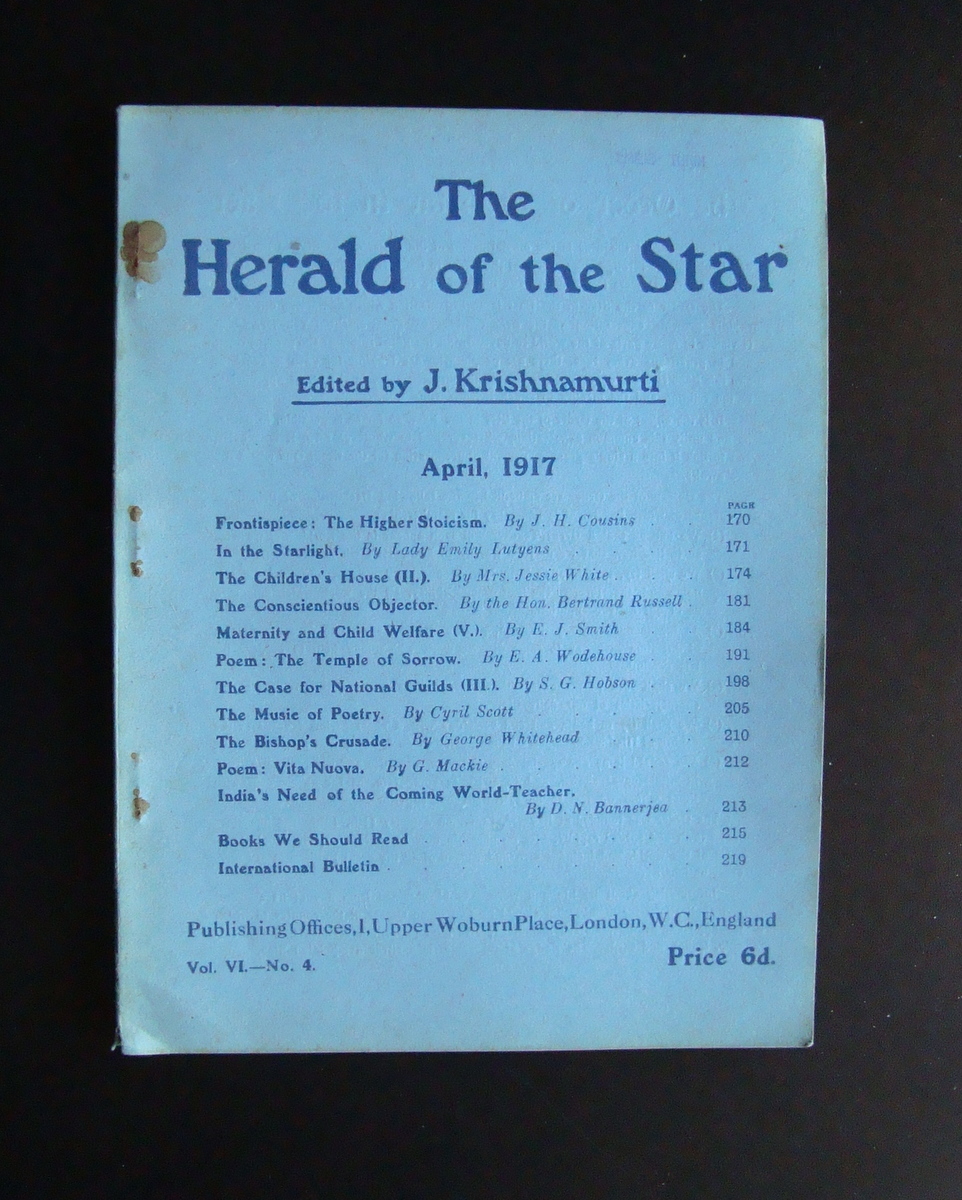 The
Herald of the Star
Edited by J. Krishnamurti
April, 1917
PAGE
Frontispiece: The Higher Stoicism. By J. H. Cousins . . 170
In the Starlight. By Lady Emily Lutyens . . . . 171
The Children's House (II.). By Mrs. Jessie White . . . 174
The Conscientious Objector. By the Hon. Bertrand Russell . 181
Maternity and Child Welfare (V.). By E. J. Smith . . 184
Poem: The Temple of Sorrow. By E. A. Wodehouse . . 191
The Case for National Guilds (III.). By S. G. Hobson . . 198
The Music of Poetry. By Cyril Scott . . . . 205
The Bishop's Crusade. By George Whitehead . . . 210
Poem: Vita Nuova. By G. Mackie . . . . . 212
India's Need of the Coming World-Teacher.
By D. N. Bannerjea . 213
Books We Should Read . . . . . . . 215
International Bulletin . . . . . . . . 219
Publishing Offices, 1, Upper Woburn Place, London, W.C., England
Vol. VI.—No. 4.
Price 6d.